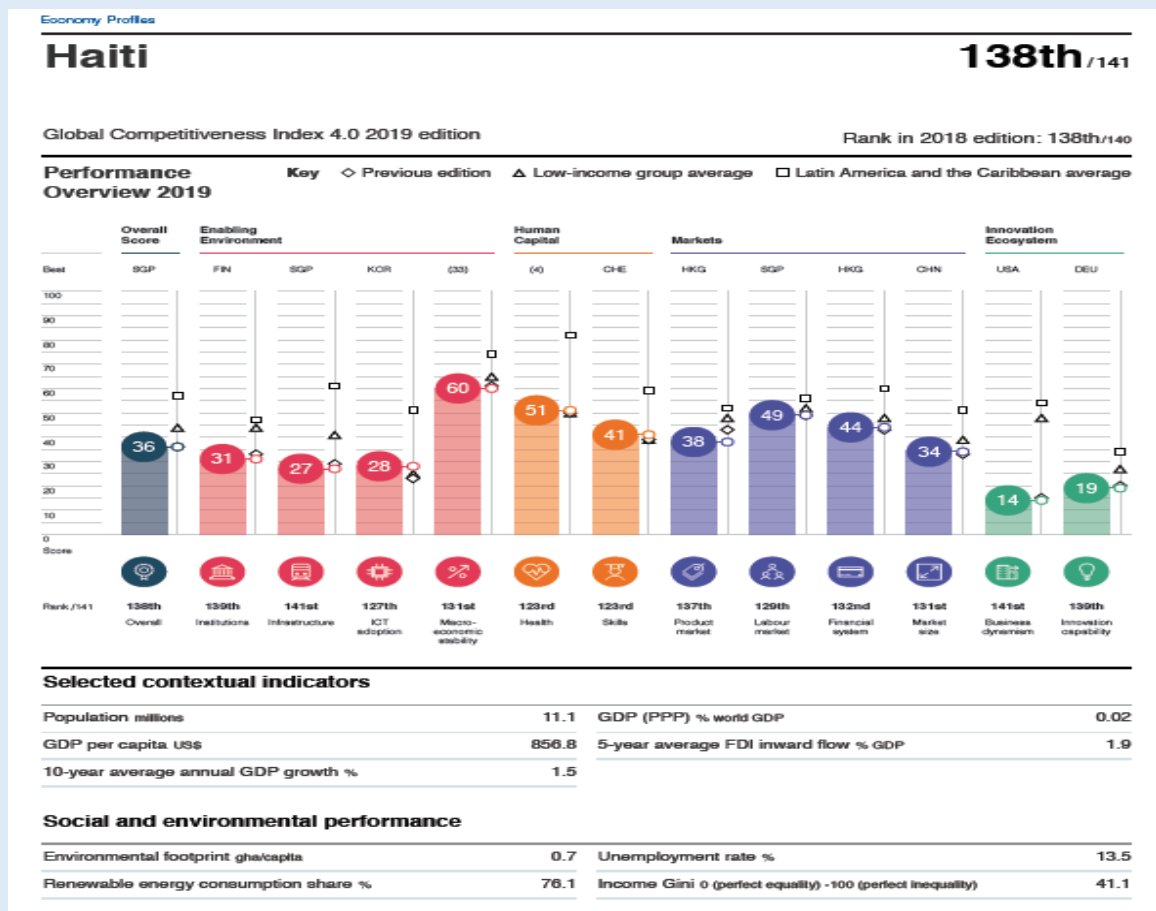 Economy Profiles
Haiti 138th /141
Global Competitiveness Index 4.0 2019 edition Rank in 2018 edition: 138th/140
Performance Overview 2019 Key ◇ Previous edition △ Low-income group average □ Latin America and the Caribbean average
Overall Score Enabling Environment Human Capital Markets Innovation Ecosystem
Best SGP FIN SGP KOR (33) (4) CHE HKG SGP HKG CHN USA DEU
100
90
80
70
60
50
40
30
20
10
0
Score
36 31 27 28 60 51 41 38 49 44 34 14 19
Rank /141 138th 139th 141st 127th 131st 123rd 123rd 137th 129th 132nd 131st 141st 139th
Overall Institutions Infrastructure ICT adoption Macro-economic stability Health Skills Product market Labour market Financial system Market size Business dynamism Innovation capability
Selected contextual indicators
Population millions 11.1 GDP (PPP) % world GDP 0.02
GDP per capita US$ 856.8 5-year average FDI inward flow % GDP 1.9
10-year average annual GDP growth % 1.5
Social and environmental performance
Environmental footprint gha/capita 0.7 Unemployment rate % 13.5
Renewable energy consumption share % 76.1 Income Gini 0 (perfect equality) -100 (perfect inequality) 41.1